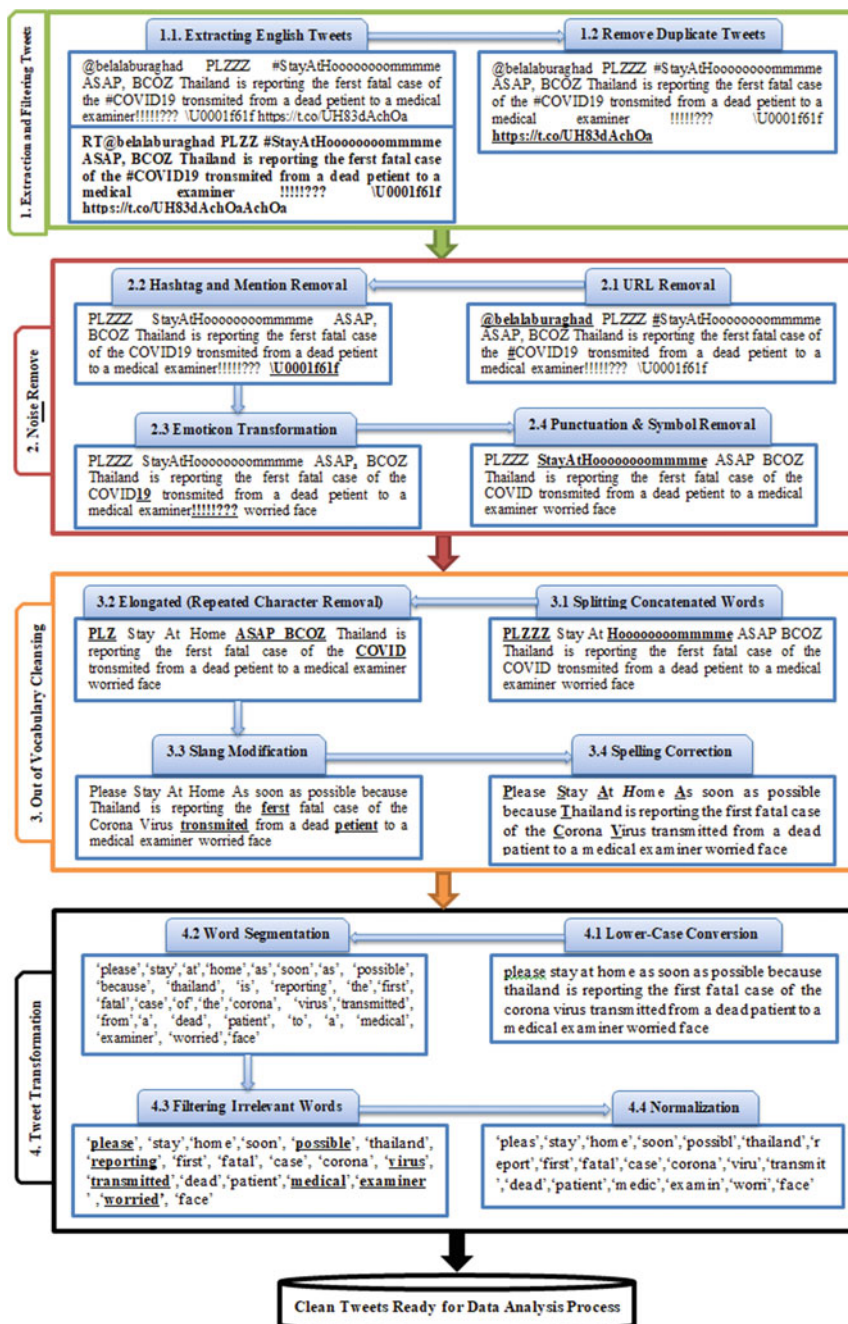 1. Extraction and Filtering Tweets
1.1. Extracting English Tweets
@belalaburaghad PLZZZ #StayAtHoooooooommmme
ASAP, BCOZ Thailand is reporting the ferst fatal case of
the #COVID19 tronsmited from a dead petient to a medical
examiner!!!!!!??? \U0001f61f https://t.co/UH83dAchOa
RT@belalaburaghad PLZZ #StayAtHoooooooommmme
ASAP, BCOZ Thailand is reporting the ferst fatal case
of the #COVID19 tronsmited from a dead petient to a
medical examiner !!!!!!??? \U0001f61f
https://t.co/UH83dAchOaAchOa
1.2 Remove Duplicate Tweets
@belalaburaghad PLZZZ #StayAtHoooooooommmme
ASAP, BCOZ Thailand is reporting the ferst fatal case of
the #COVID19 tronsmited from a dead petient to a
medical examiner !!!!!!??? \U0001f61f
https://t.co/UH83dAchOa
2. Noise Remove
2.1 URL Removal
@belalaburaghad PLZZZ #StayAtHoooooooommmme
ASAP, BCOZ Thailand is reporting the ferst fatal case of
the #COVID19 tronsmited from a dead petient to a
medical examiner!!!!!!??? \U0001f61f
2.2 Hashtag and Mention Removal
PLZZZ StayAtHoooooooommmme ASAP,
BCOZ Thailand is reporting the ferst fatal case
of the COVID19 tronsmited from a dead petient
to a medical examiner!!!!!!??? \U0001f61f
2.3 Emoticon Transformation
PLZZZ StayAtHoooooooommmme ASAP, BCOZ
Thailand is reporting the ferst fatal case of the
COVID19 tronsmited from a dead petient to a
medical examiner!!!!!!??? worried face
2.4 Punctuation & Symbol Removal
PLZZZ StayAtHoooooooommmme ASAP BCOZ
Thailand is reporting the ferst fatal case of the
COVID tronsmited from a dead petient to a medical
examiner worried face
3. Out of Vocabulary Cleansing
3.1 Splitting Concatenated Words
PLZZZ Stay At Hoooooooommmme ASAP BCOZ
Thailand is reporting the ferst fatal case of the
COVID tronsmited from a dead petient to a medical
examiner worried face
3.2 Elongated (Repeated Character Removal)
PLZ Stay At Home ASAP BCOZ Thailand is
reporting the ferst fatal case of the COVID
tronsmited from a dead petient to a medical examiner
worried face
3.3 Slang Modification
Please Stay At Home As soon as possible because
Thailand is reporting the ferst fatal case of the
Corona Virus tronsmited from a dead petient to a
medical examiner worried face
3.4 Spelling Correction
Please Stay At Home As soon as possible
because Thailand is reporting the first fatal case
of the Corona Virus transmitted from a dead
patient to a medical examiner worried face
4. Tweet Transformation
4.1 Lower-Case Conversion
please stay at home as soon as possible because
thailand is reporting the first fatal case of the
corona virus transmitted from a dead patient to a
medical examiner worried face
4.2 Word Segmentation
‘please’,‘stay’,‘at’,‘home’,‘as’,‘soon’,‘as’, ‘possible’,
‘because’, ‘thailand’, ‘is’, ‘reporting’, ‘the’,‘first’,
‘fatal’,‘case’,‘of’,‘the’,‘corona’, ‘virus’,‘transmitted’,
‘from’,‘a’, ‘dead’, ‘patient’, ‘to’, ‘a’, ‘medical’,
‘examiner’, ‘worried’,‘face’
4.3 Filtering Irrelevant Words
‘please’, ‘stay’,‘home’,‘soon’, ‘possible’, ‘thailand’,
‘reporting’, ‘first’, ‘fatal’, ‘case’, ‘corona’, ‘virus’,
‘transmitted’,‘dead’,‘patient’,‘medical’,‘examiner
’ ,‘worried’, ‘face’
4.4 Normalization
‘pleas’,‘stay’,‘home’,‘soon’,‘possibl’,‘thailand’,‘r
eport’,‘first’,‘fatal’,‘case’,‘corona’,‘viru’,‘transmit
’,‘dead’,‘patient’,‘medic’,‘examin’,‘worri’,‘face’
Clean Tweets Ready for Data Analysis Process